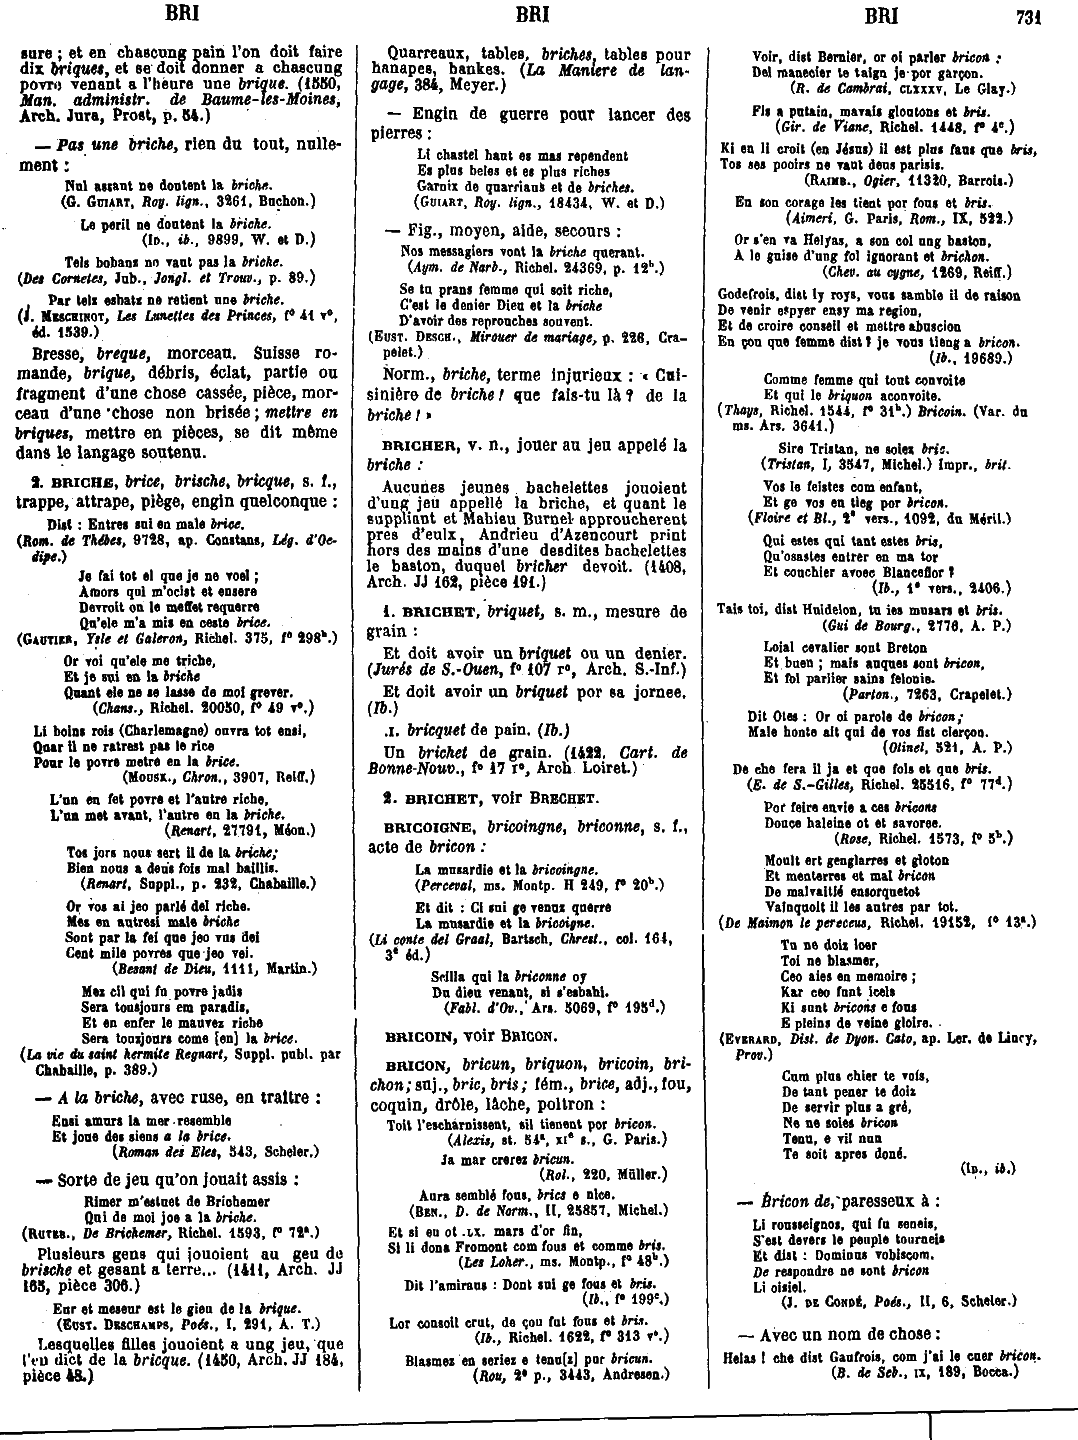 BRI BRI BRI 731
sure ; et en chascung pain l'on doit faire
dix briques, et se doit donner a chascung
povre venant a l'heure une brique. (1550,
Man. administr. de Baume-les-Moines,
Arch. Jura, Prost, p. 54.)
— Pas une briche, rien du tout, nulle-
ment :
Nul assant ne doutent la briche.
(G. GUIART, Roy. lign., 3261, Buchon.)
Le peril ne doutent la briche.
(ID., ib., 9899, W. et D.)
Tels bobans no vaut pas la briche.
(Des Cornetes, Jub., Jongl. et Trouv., p. 89.)
Par telz esbatz ne retient une briche.
(J. MESCHINOT, Les Lunettes des Princes, f° 41 v°,
éd. 1539.)
Bresse, breque, morceau. Suisse ro-
mande, brique, débris, éclat, partie ou
fragment d'une chose cassée, pièce, mor-
ceau d'une chose non brisée ; mettre en
briques, mettre en pièces, se dit même
dans le langage soutenu.
2. BRICHE, brice, brische, bricque, s. f.,
trappe, attrape, piège, engin quelconque :
Dist : Entres sui en male brice.
(Rom. de Thèbes, 9728, ap. Constans, Lég. d'Oe-
dipe.)
Je fai tot el que je ne voel ;
Amors qui m'ocist et ensere
Devroit on le meffet requerre
Qu'ele m'a mis en ceste brice.
(GAUTIER, Ysle et Galeron, Richel. 375, f° 298b.)
Or voi qu'ele me triche,
Et je sui en la briche
Quant ele ne se lasse de moi grever.
(Chans., Richel. 20050, f° 49 v°.)
Li boins rois (Charlemagne) ouvra tot ensi,
Quar il ne ratrest pas le rice
Pour le povre metre en la brice.
(MOUSK., Chron., 3907, Reiff.)
L'un en fet povre et l'autre riche,
L'un met avant, l'autre en la briche.
(Renart, 27791, Méon.)
Tos jors nous sert il de la briche;
Bien nous a deus fois mal baillis.
(Renart, Suppl., p. 232, Chabaille.)
Or vos ai jeo parlé del riche.
Mes en autresi male briche
Sont par la fei que jeo vus dei
Cent mile povres que jeo vei.
(Besant de Dieu, 1111, Martin.)
Mez cil qui fu povre jadis
Sera tousjours em paradis,
Et en enfer le mauvez riche
Sera touzjours come [en] la brice.
(La vie du saint hermite Regnart, Suppl. publ. par
Chabaille, p. 389.)
— A la briche, avec ruse, en traître :
Ensi amurs la mer resemble
Et joue des siens a la brice.
(Roman des Eles, 543, Scheler.)
— Sorte de jeu qu'on jouait assis :
Rimer m'estuet de Brichemer
Qui de moi joe a la briche.
(RUTEB., De Brichemer, Richel. 1593, f° 72a.)
Plusieurs gens qui jouoient au geu de
brische et gesant a terre... (1411, Arch. JJ
165, pièce 306.)
Eur et meseur est le gieu de la brique.
(EUST. DESCHAMPS, Poés., I, 291, A. T.)
Lesquelles filles jouoient a ung jeu, que
l'en dict de la bricque. (1450, Arch. JJ 184,
pièce 48.)
Quarreaux, tables, briches, tables pour
hanapes, bankes. (La Maniere de lan-
gage, 384, Meyer.)
— Engin de guerre pour lancer des
pierres :
Li chastel haut es mas rependent
Es plus beles et es plus riches
Garnix de quarriaus et de briches.
(GUIART, Roy. lign., 18434, W. et D.)
— Fig., moyen, aide, secours :
Nos messagiers vont la briche querant.
(Aym. de Narb., Richel. 24369, p. 12b.)
Se tu prans femme qui soit riche,
C'est le denier Dieu et la briche
D'avoir des reprouches souvent.
(EUST. DESCH., Mirouer de mariage, p. 226, Cra-
pelet.)
Norm., briche, terme injurieux : « Cui-
sinière de briche ! que fais-tu là ? de la
briche ! »
BRICHER, v. n., jouer au jeu appelé la
briche :
Aucunes jeunes bachelettes jouoient
d'ung jeu appellé la briche, et quant le
suppliant et Mahieu Burnel approucherent
pres d'eulx, Andrieu d'Azencourt print
hors des mains d'une desdites bachelettes
le baston, duquel bricher devoit. (1408,
Arch. JJ 162, pièce 191.)
1. BRICHET, briquet, s. m., mesure de
grain :
Et doit avoir un briquet ou un denier.
(Jurés de S.-Ouen, f° 107 r°, Arch. S.-Inf.)
Et doit avoir un briquet por sa jornee.
(Ib.)
.I. bricquet de pain. (Ib.)
Un brichet de grain. (1422, Cart. de
Bonne-Nouv., f° 17 r°, Arch. Loiret.)
2. BRICHET, voir BRECHET.
BRICOIGNE, bricoingne, briconne, s. f.,
acte de bricon :
La musardie et la bricoingne.
(Perceval, ms. Montp. H 249, f° 20b.)
Et dit : Ci sui ge venuz querre
La musardie et la bricoigne.
(Li conte del Graal, Bartsch, Chrest., col. 164,
3e éd.)
Scilla qui la briconne oy
Du dieu venant, si s'esbahi.
(Fabl. d'Ov., Ars. 5069, f° 195d.)
BRICOIN, voir BRICON.
BRICON, bricun, briquon, bricoin, bri-
chon; suj., bric, bris ; fém., brice, adj., fou,
coquin, drôle, lâche, poltron :
Toit l'escharnissent, sil tienent por bricon.
(Alexis, st. 54a, XIe s., G. Paris.)
Ja mar crerez bricun.
(Rol., 220, Müller.)
Aura semblé fous, brics e nice.
(BEN., D. de Norm., II, 25857, Michel.)
Et si eu ot .LX. mars d'or fin,
Si li dona Fromont com fous et comme bris.
(Les Loher., ms. Montp., f° 48b.)
Dit l'amiraus : Dont sui ge fous et bris.
(Ib., f° 199c.)
Lor consoil crut, de çou fut fous et bris.
(Ib., Richel. 1622, f° 313 v°.)
Blasmez en seriez e tenu[z] pur bricun.
(Rou, 2e p., 3443, Andresen.)
Voir, dist Bernier, or oi parler bricon :
Del manecier te taign je por garçon.
(R. de Cambrai, CLXXXV, Le Glay.)
Fis a putain, mavais gloutons et bris.
(Gir. de Viane, Richel. 1448, f° 4c.)
Ki en li croit (en Jésus) il est plus faus que bris,
Tos ses pooirs ne vaut deus parisis.
(RAIMB., Ogier, 11320, Barrois.)
En son corage les tient por fous et bris.
(Aimeri, G. Paris, Rom., IX, 522.)
Or s'en va Helyas, a son col ung baston,
A le guise d'ung fol ignorant et brichon.
(Chev. au cygne, 1269, Reiff.)
Godefrois, dist ly roys, vous samble il de raison
De venir espyer ensy ma region,
Et de croire conseil et mettre abuscion
En çou que femme dist ? je vous tieng a bricon.
(Ib., 19689.)
Comme femme qui tout convoite
Et qui le briquon aconvoite.
(Thays, Richel. 1544, f° 31b.) Bricoin. (Var. du
ms. Ars. 3641.)
Sire Tristan, ne soiez bric.
(Tristan, I, 3547, Michel.) Impr., brit.
Vos le feistes com enfant,
Et ge vos en tieg por bricon.
(Floire et Bl., 2e vers., 1092, du Méril.)
Qui estes qui tant estes bris,
Qu'osastes entrer en ma tor
Et couchier avoec Blanceflor ?
(Ib., 1e vers., 2406.)
Tais toi, dist Huidelon, tu ies musars et bris.
(Gui de Bourg., 2776, A. P.)
Loial cevalier sont Breton
Et buen ; mais auques sont bricon,
Et fol parlier sains felonie.
(Parton., 7263, Crapelet.)
Dit Otes : Or oi parole de bricon;
Male honte ait qui de vos fist clerçon.
(Otinel, 521, A. P.)
De che fera il ja et que fols et que bris.
(E. de S.-Gilles, Richel. 25516, f° 77d.)
Por feire envie a ces bricons
Douce haleine ot et savoree.
(Rose, Richel. 1573, f° 5b.)
Moult ert genglarres et gloton
Et menterres et mal bricon
De malvaitié ensorquetot
Vainquoit il les autres par tot.
(De Maimon le pereceus, Richel. 19152, f° 13a.)
Tu ne doiz loer
Toi ne blasmer,
Ceo aies en memoire ;
Kar ceo funt icels
Ki sunt bricons e fous
E pleins de veine gloire.
(EVERARD, Dist. de Dyon. Cato, ap. Ler. de Lincy,
Prov.)
Cum plus chier te vois,
De tant pener te doiz
De servir plus a gré,
Ne ne soies bricon
Tenu, e vil nun
Te soit apres doné.
(ID., ib.)
— Bricon de, paresseux à :
Li rousseignos, qui fu seneis,
S'est devers le peuple tourneis
Et dist : Dominus vobiscom.
De respondre ne sont bricon
Li oisiel.
(J. DE CONDÉ, Poés., II, 6, Scheler.)
— Avec un nom de chose :
Helas ! che dist Gaufrois, com j'ai le cuer bricon.
(B. de Seb., IX, 189, Bocca.)